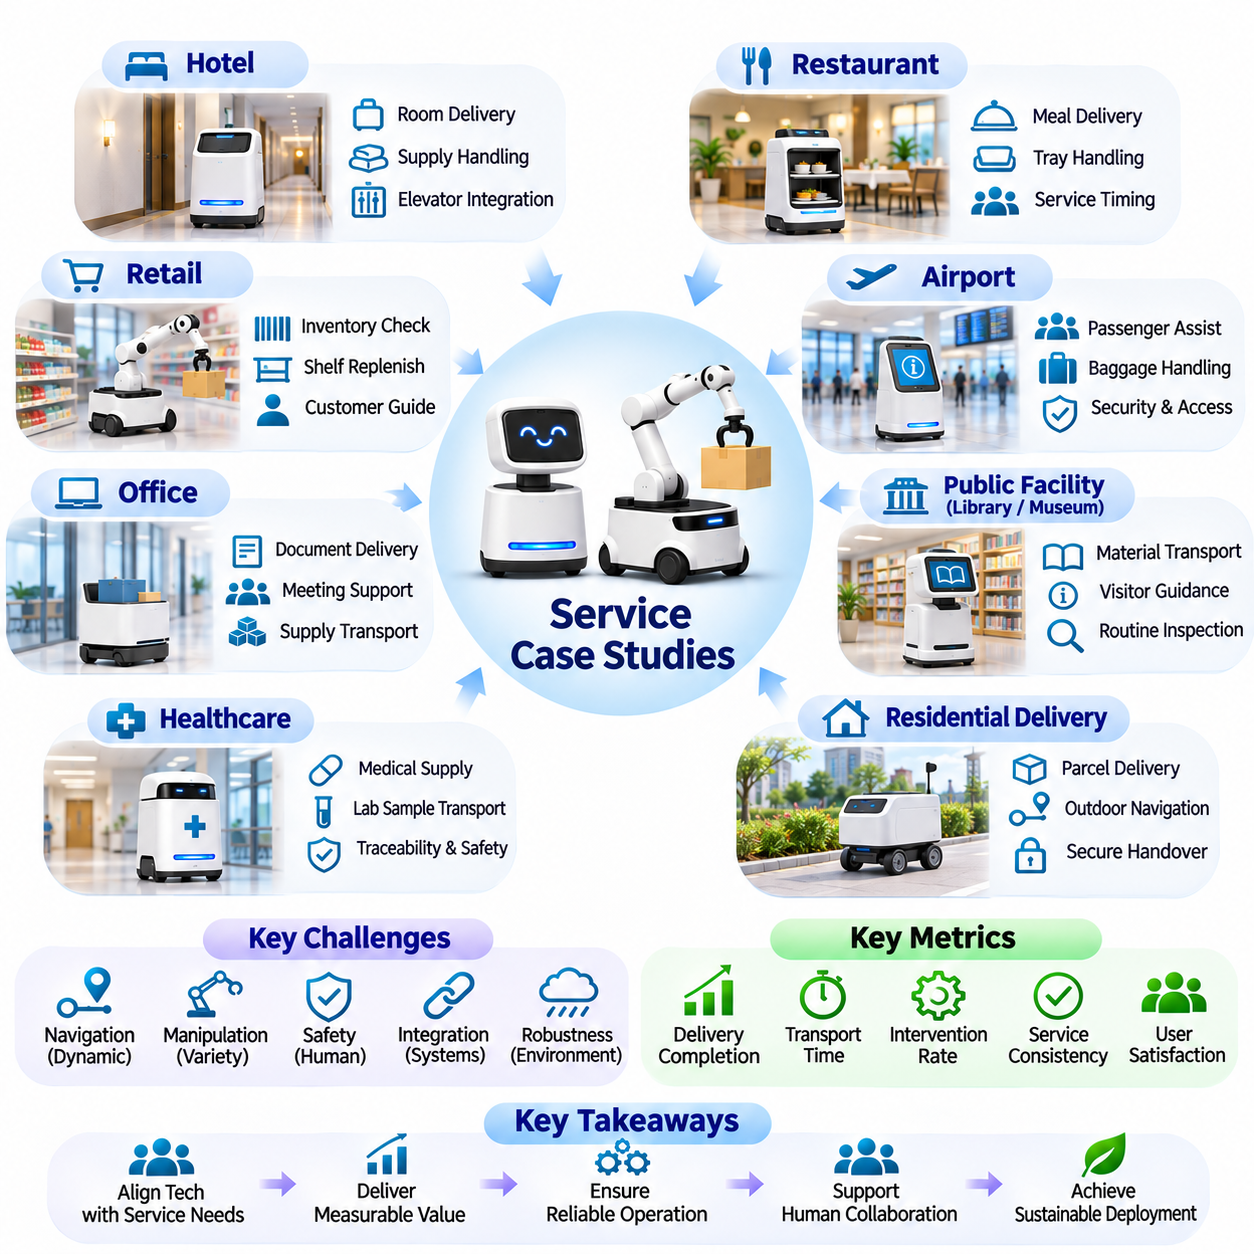 Hotel
Room Delivery
Supply Handling
Elevator Integration
Restaurant
Meal Delivery
Tray Handling
Service Timing
Retail
Inventory Check
Shelf Replenish
Customer Guide
Airport
Passenger Assist
Baggage Handling
Security & Access
Office
Document Delivery
Meeting Support
Supply Transport
Public Facility
(Library / Museum)
Material Transport
Visitor Guidance
Routine Inspection
Service
Case Studies
Healthcare
Medical Supply
Lab Sample Transport
Traceability & Safety
Residential Delivery
Parcel Delivery
Outdoor Navigation
Secure Handover
Key Challenges
Navigation
(Dynamic)
Manipulation
(Variety)
Safety
(Human)
Integration
(Systems)
Robustness
(Environment)
Key Metrics
Delivery
Completion
Transport
Time
Intervention
Rate
Service
Consistency
User
Satisfaction
Key Takeaways
Align Tech
with Service Needs
Deliver
Measurable Value
Ensure
Reliable Operation
Support
Human Collaboration
Achieve
Sustainable Deployment